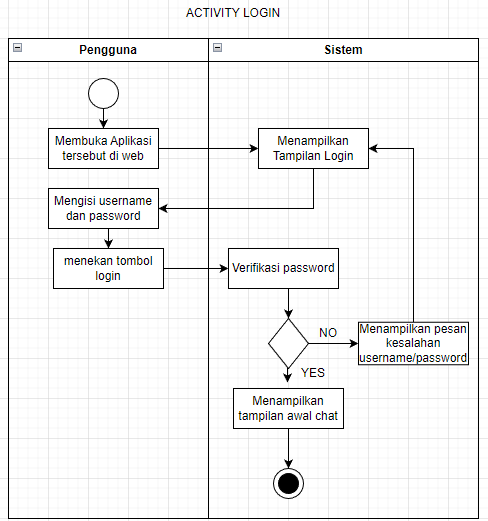 ACTIVITY LOGIN
Pengguna
Sistem
Membuka Aplikasi
tersebut di web
Menampilkan
Tampilan Login
Mengisi username
dan password
menekan tombol
login
Verifikasi password
NO
Menampilkan pesan
kesalahan
username/password
YES
Menampilkan
tampilan awal chat